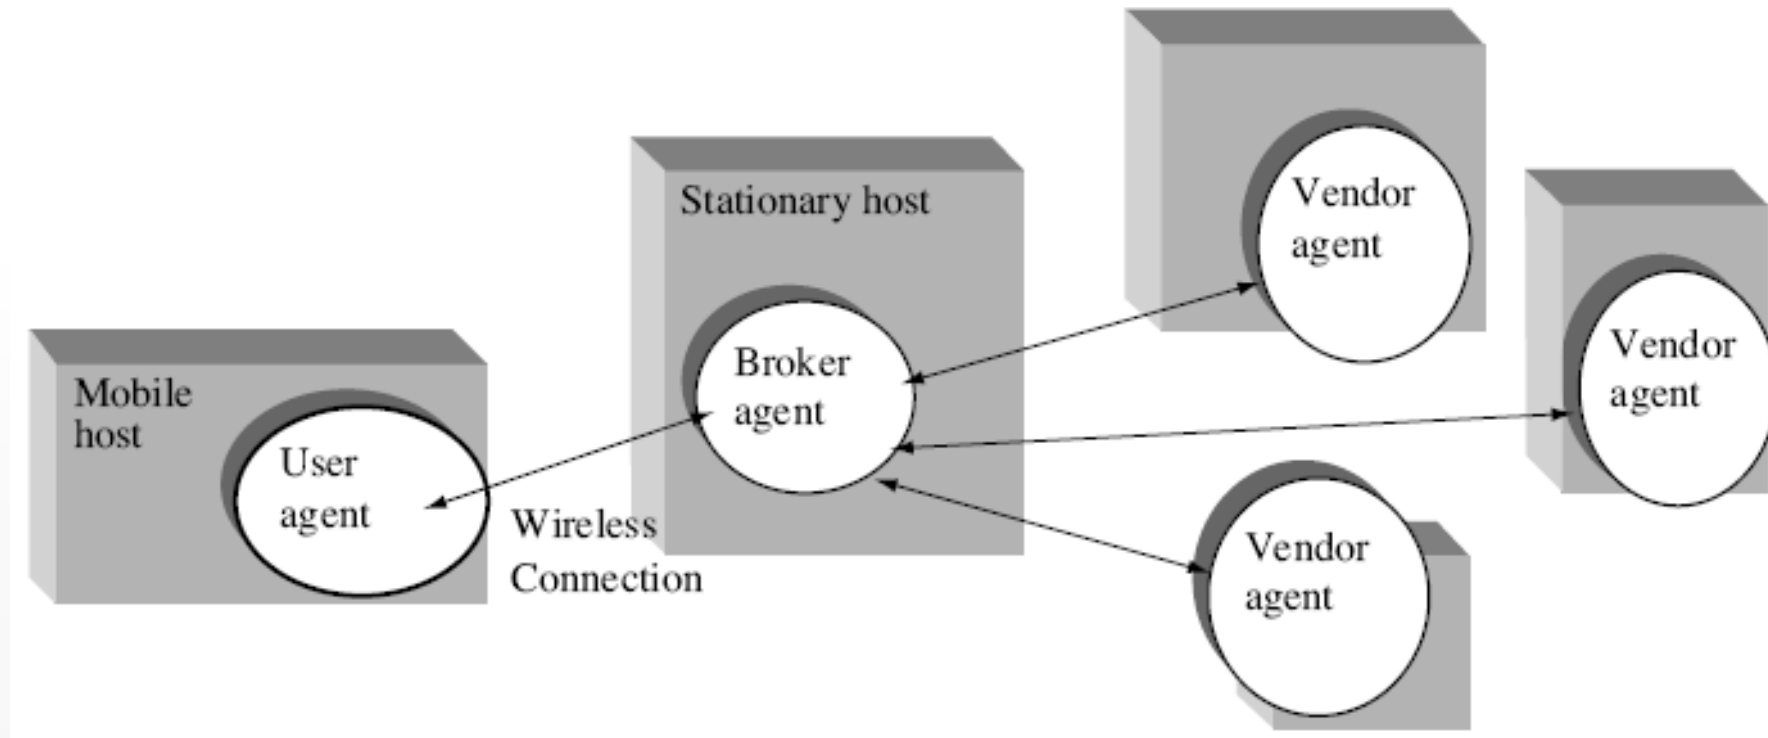 Mobile
host
User
agent
Wireless
Connection
Stationary host
Broker
agent
Vendor
agent
Vendor
agent
Vendor
agent